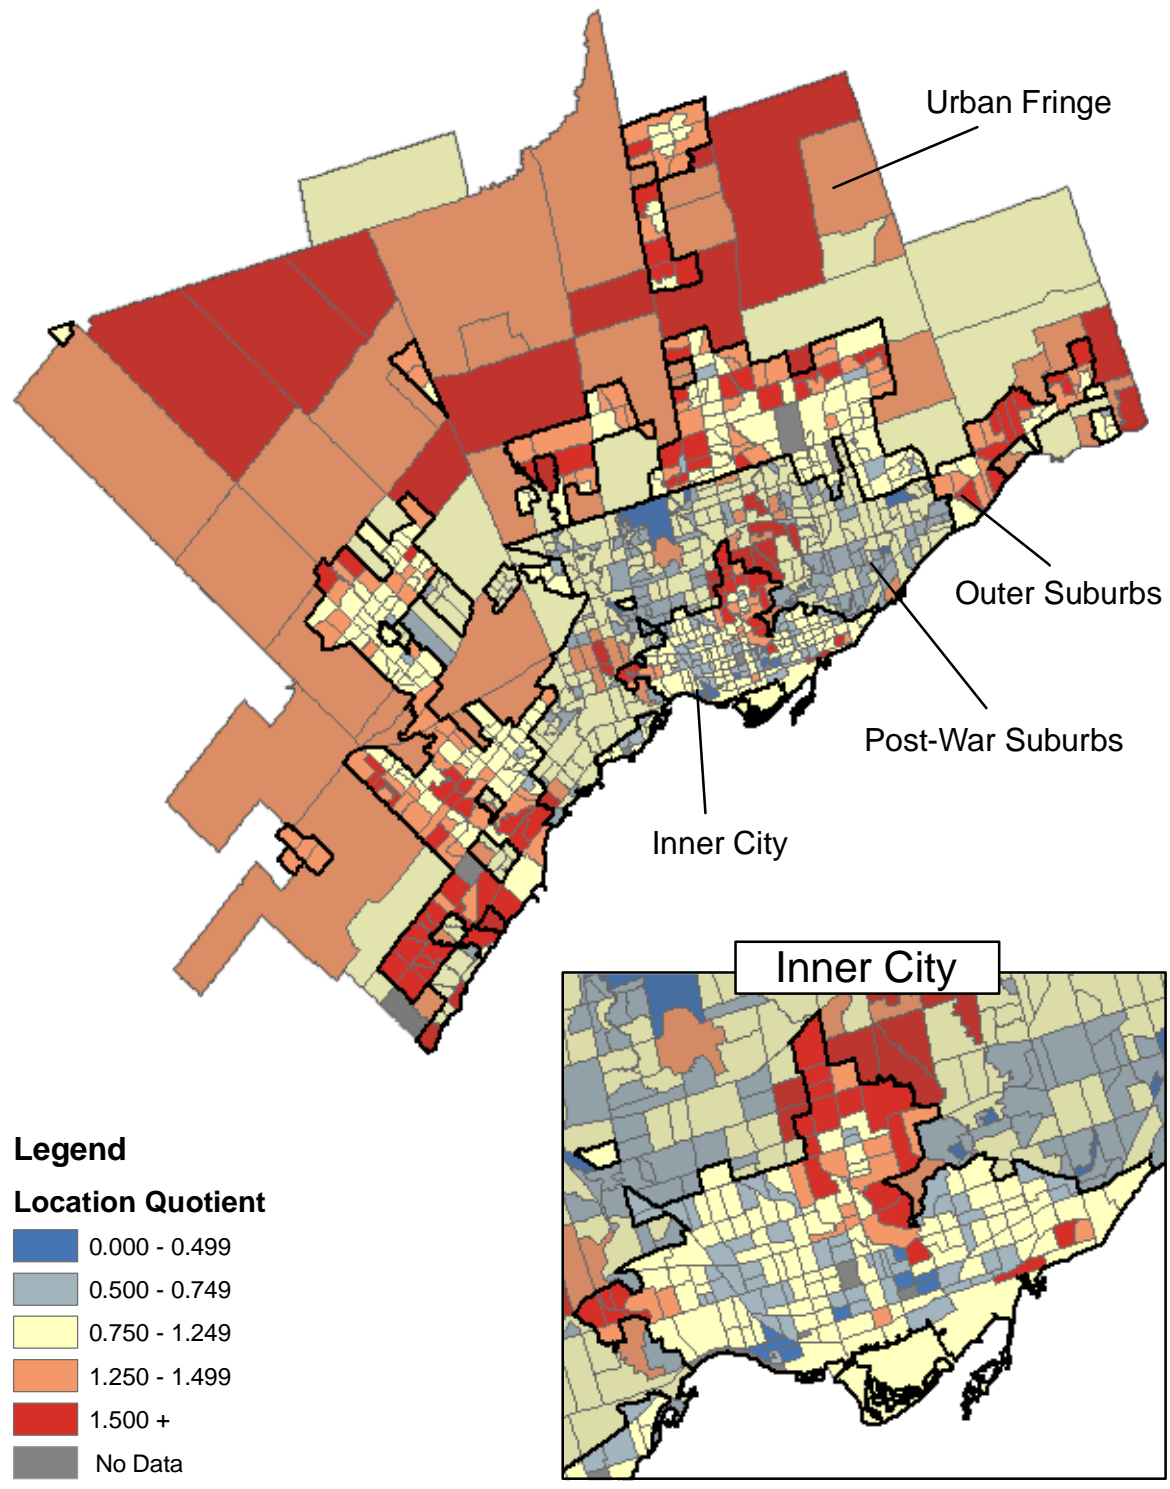 Urban Fringe
Outer Suburbs
Post-War Suburbs
Inner City
Inner City
Legend
Location Quotient
0.000 - 0.499
0.500 - 0.749
0.750 - 1.249
1.250 - 1.499
1.500 +
No Data